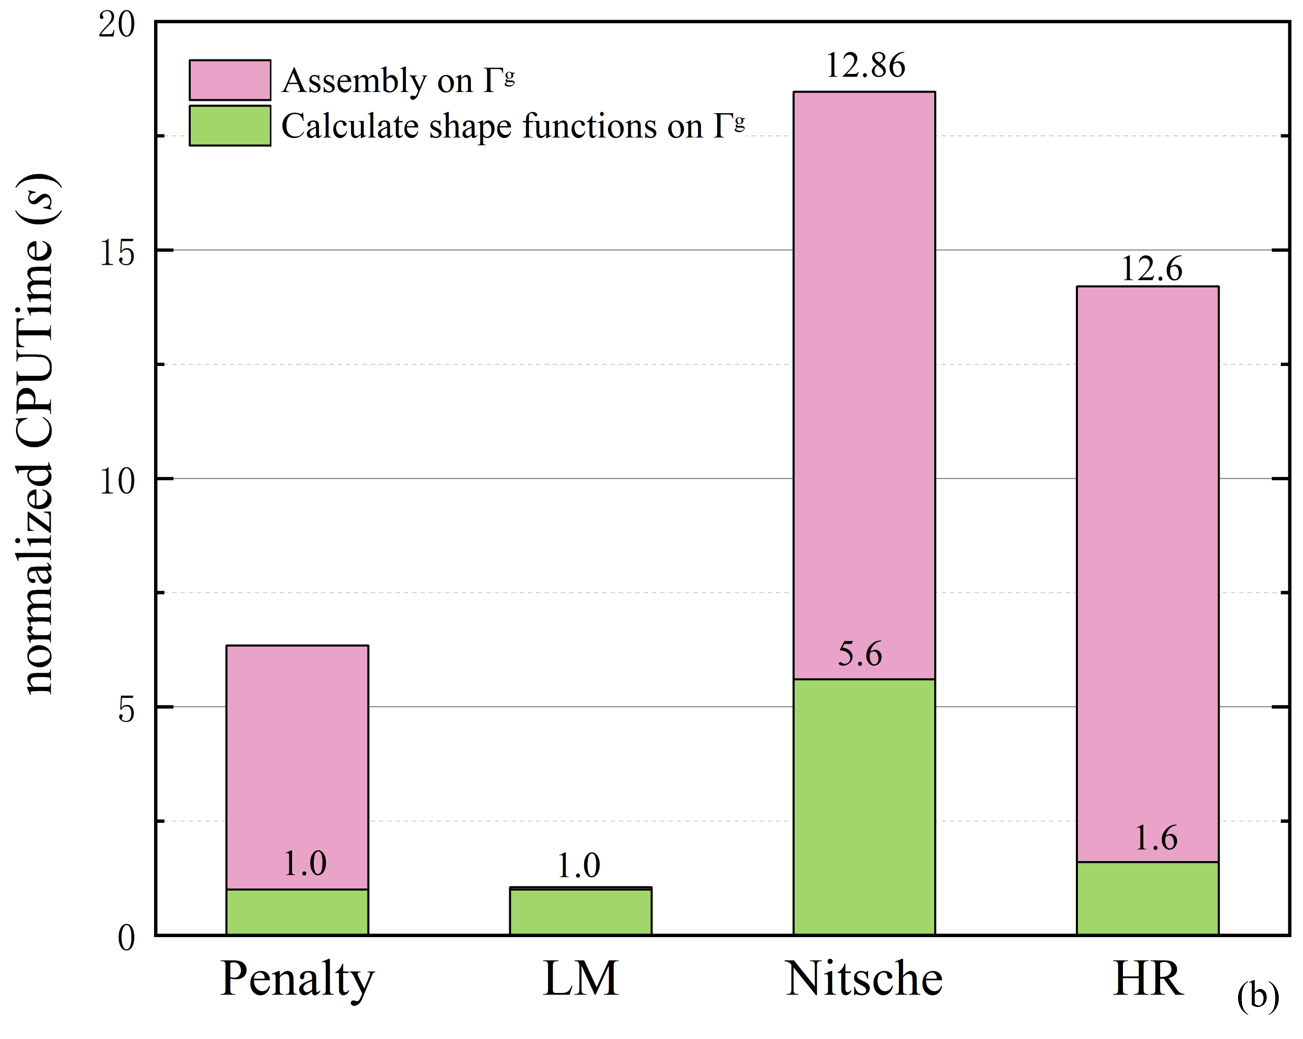 normalized CPUTime (s)
20
15
10
5
0
Assembly on Γᵍ
Calculate shape functions on Γᵍ
12.86
12.6
5.6
1.0
1.0
1.6
Penalty
LM
Nitsche
HR
(b)